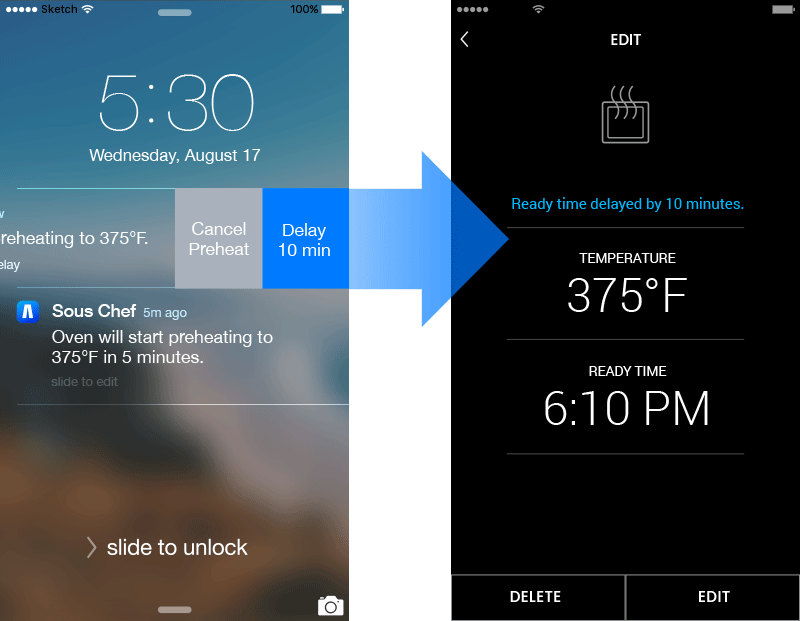 Sketch 100%
5:30
Wednesday, August 17
reheating to 375°F.
elay
Cancel
Preheat
Delay
10 min
Sous Chef 5m ago
Oven will start preheating to
375°F in 5 minutes.
slide to edit
slide to unlock
EDIT
Ready time delayed by 10 minutes.
TEMPERATURE
375°F
READY TIME
6:10 PM
DELETE EDIT